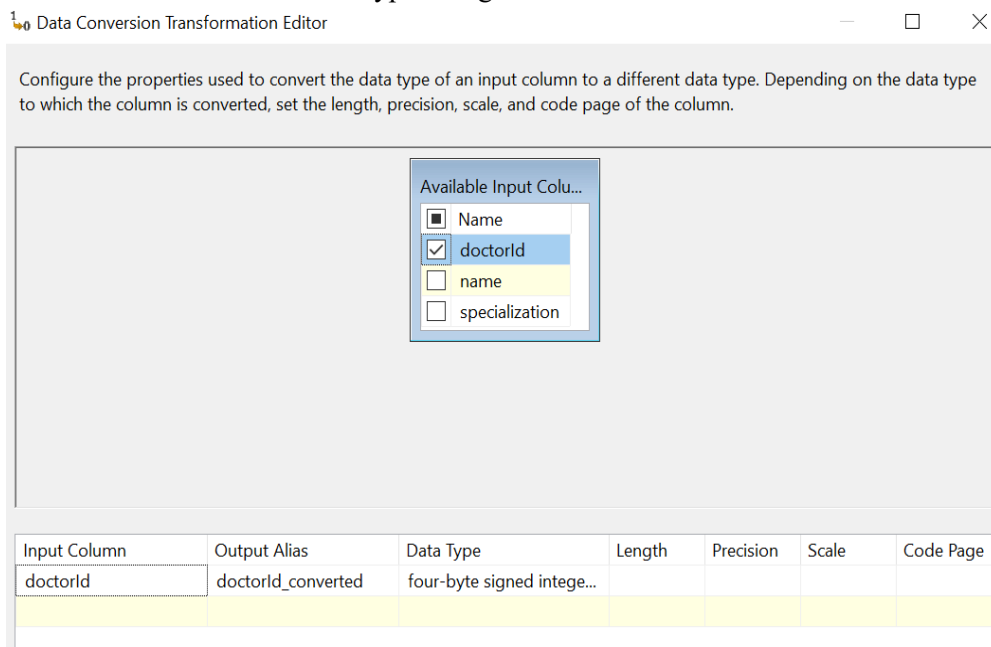 Data Conversion Transformation Editor
Configure the properties used to convert the data type of an input column to a different data type. Depending on the data type
to which the column is converted, set the length, precision, scale, and code page of the column.
Available Input Colu...
Name
doctorId
name
specialization
Input Column Output Alias Data Type Length Precision Scale Code Page
doctorId doctorId_converted four-byte signed intege...